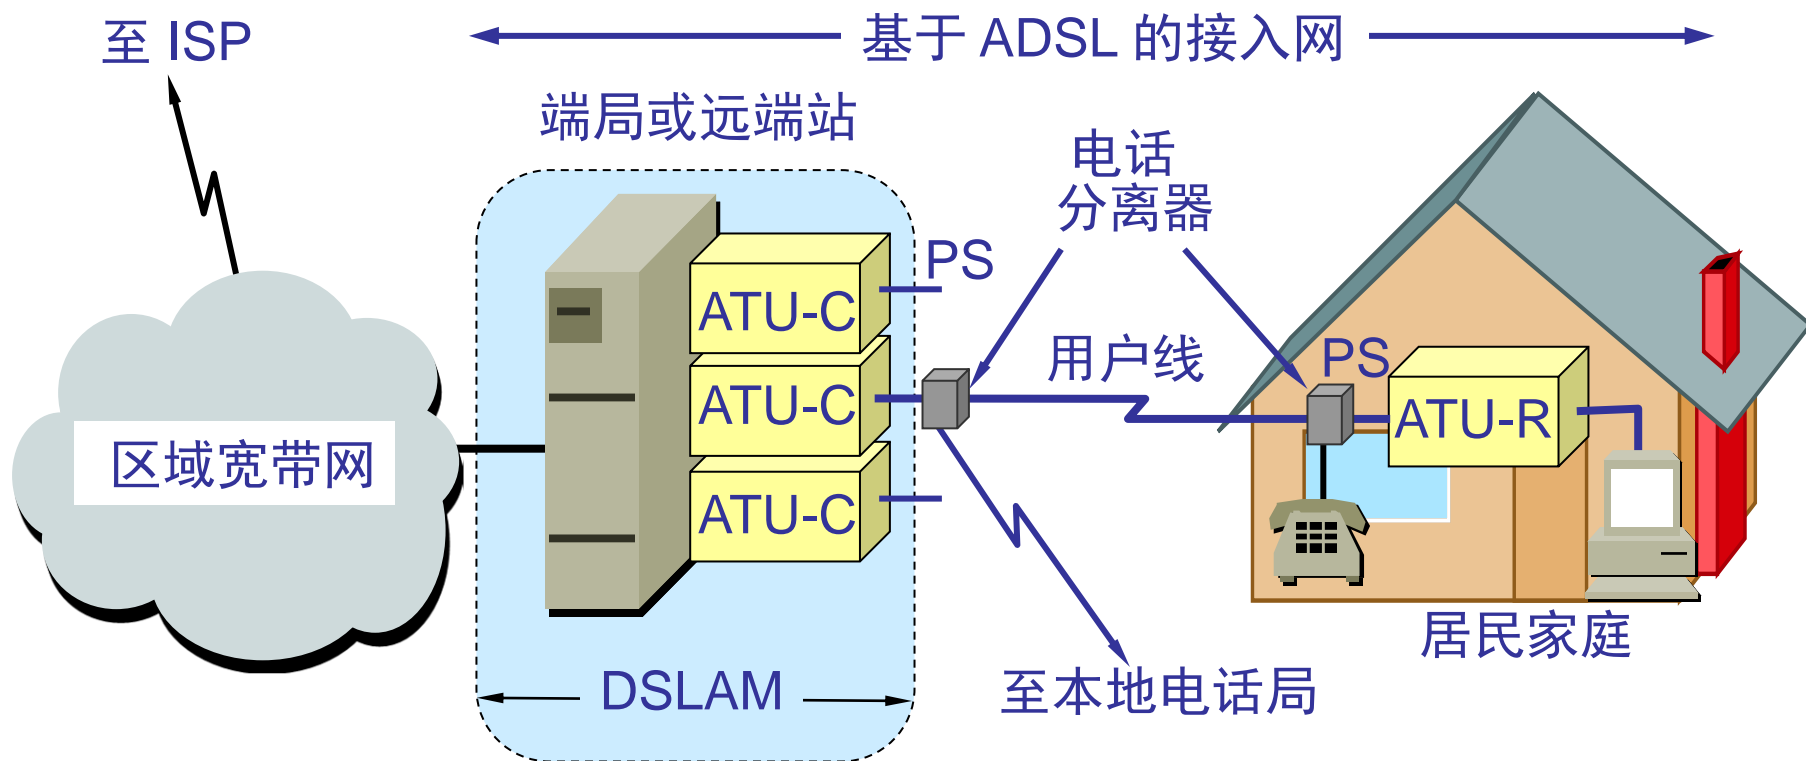 至 ISP
基于 ADSL 的接入网
端局或远端站
电话
分离器
PS
ATU-C
用户线
PS
ATU-C
ATU-R
区域宽带网
ATU-C
居民家庭
DSLAM
至本地电话局